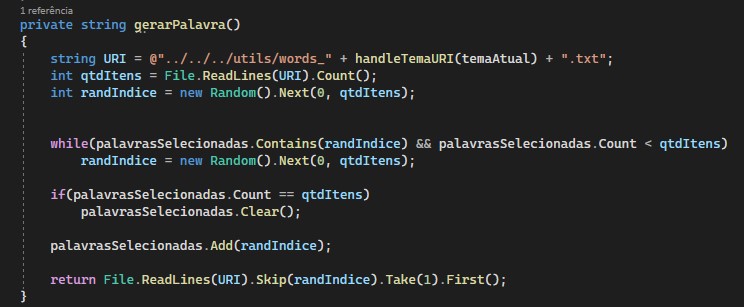 1 referência
private string gerarPalavra()
{
string URI = @"../../../utils/words_" + handleTemaURI(temaAtual) + ".txt";
int qtdItens = File.ReadLines(URI).Count();
int randIndice = new Random().Next(0, qtdItens);
while(palavrasSelecionadas.Contains(randIndice) && palavrasSelecionadas.Count < qtdItens)
randIndice = new Random().Next(0, qtdItens);
if(palavrasSelecionadas.Count == qtdItens)
palavrasSelecionadas.Clear();
palavrasSelecionadas.Add(randIndice);
return File.ReadLines(URI).Skip(randIndice).Take(1).First();
}